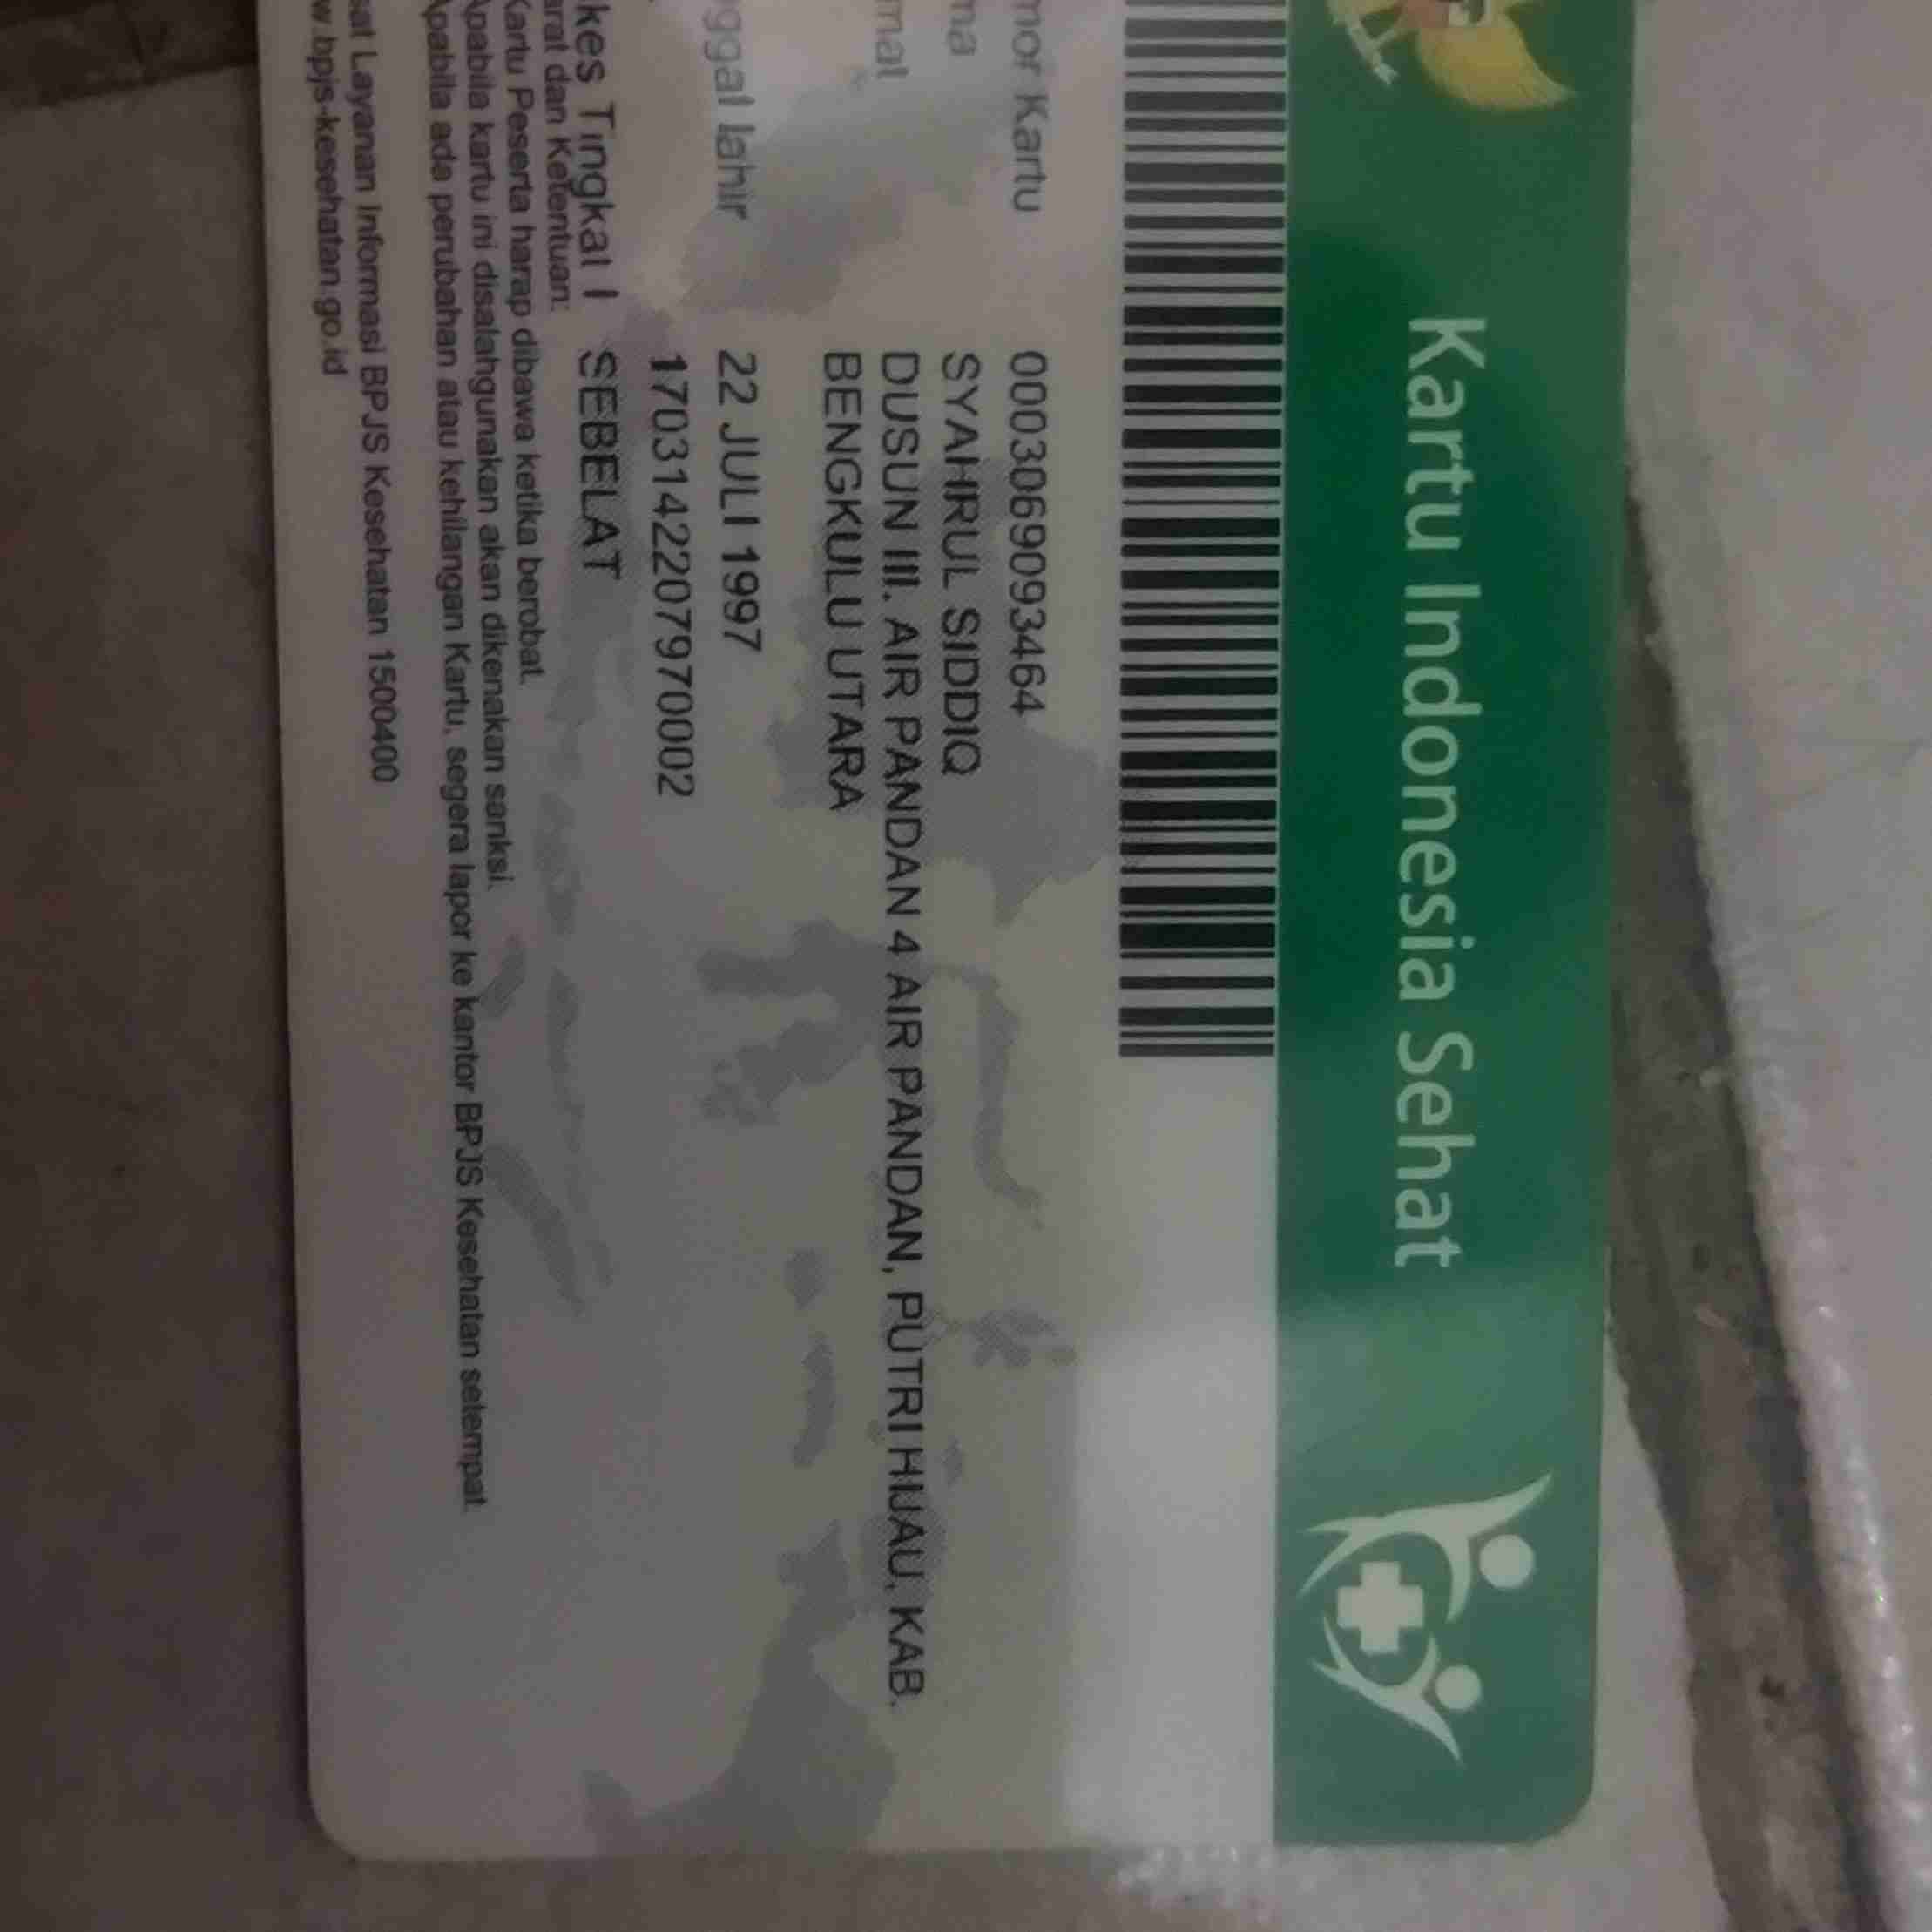 Kartu Indonesia Sehat
mor Kartu 0003069093464
ma SYAHRUL SIDDIQ
mat DUSUN III. AIR PANDAN 4 AIR PANDAN, PUTRI HIJAU, KAB.
BENGKULU UTARA
ggal lahir 22 JULI 1997
1703142207970002
kes Tingkat I SEBELAT
arat dan Ketentuan:
Kartu Peserta harap dibawa ketika berobat.
Apabila kartu ini disalahgunakan akan dikenakan sanksi.
Apabila ada perubahan atau kehilangan Kartu, segera lapor ke kantor BPJS Kesehatan setempat.
sat Layanan Informasi BPJS Kesehatan 1500400
w.bpjs-kesehatan.go.id